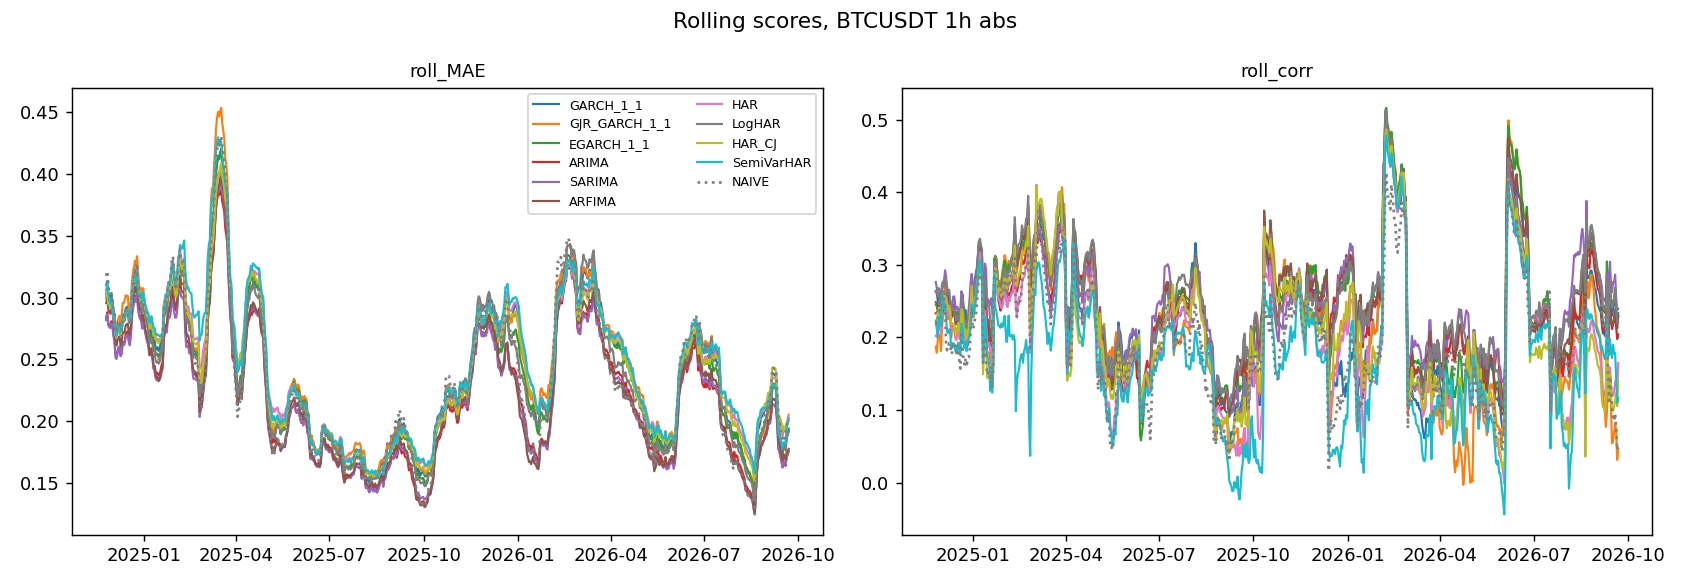 Rolling scores, BTCUSDT 1h abs
roll_MAE
0.45
0.40
0.35
0.30
0.25
0.20
0.15
GARCH_1_1
GJR_GARCH_1_1
EGARCH_1_1
ARIMA
SARIMA
ARFIMA
HAR
LogHAR
HAR_CJ
SemiVarHAR
NAIVE
2025-01 2025-04 2025-07 2025-10 2026-01 2026-04 2026-07 2026-10
roll_corr
0.5
0.4
0.3
0.2
0.1
0.0
2025-01 2025-04 2025-07 2025-10 2026-01 2026-04 2026-07 2026-10